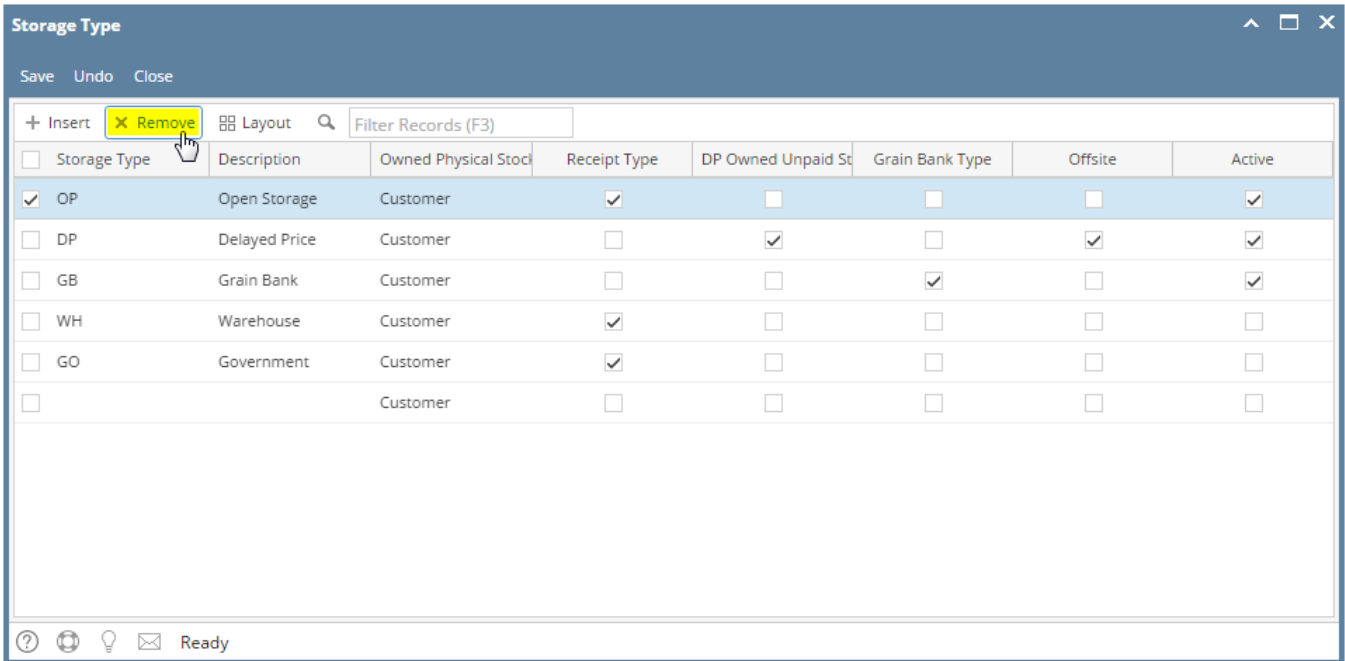 Storage Type
Save Undo Close
Insert Remove Layout Filter Records (F3)
Storage Type Description Owned Physical Stock Receipt Type DP Owned Unpaid St Grain Bank Type Offsite Active
OP Open Storage Customer
DP Delayed Price Customer
GB Grain Bank Customer
WH Warehouse Customer
GO Government Customer
Customer
Ready